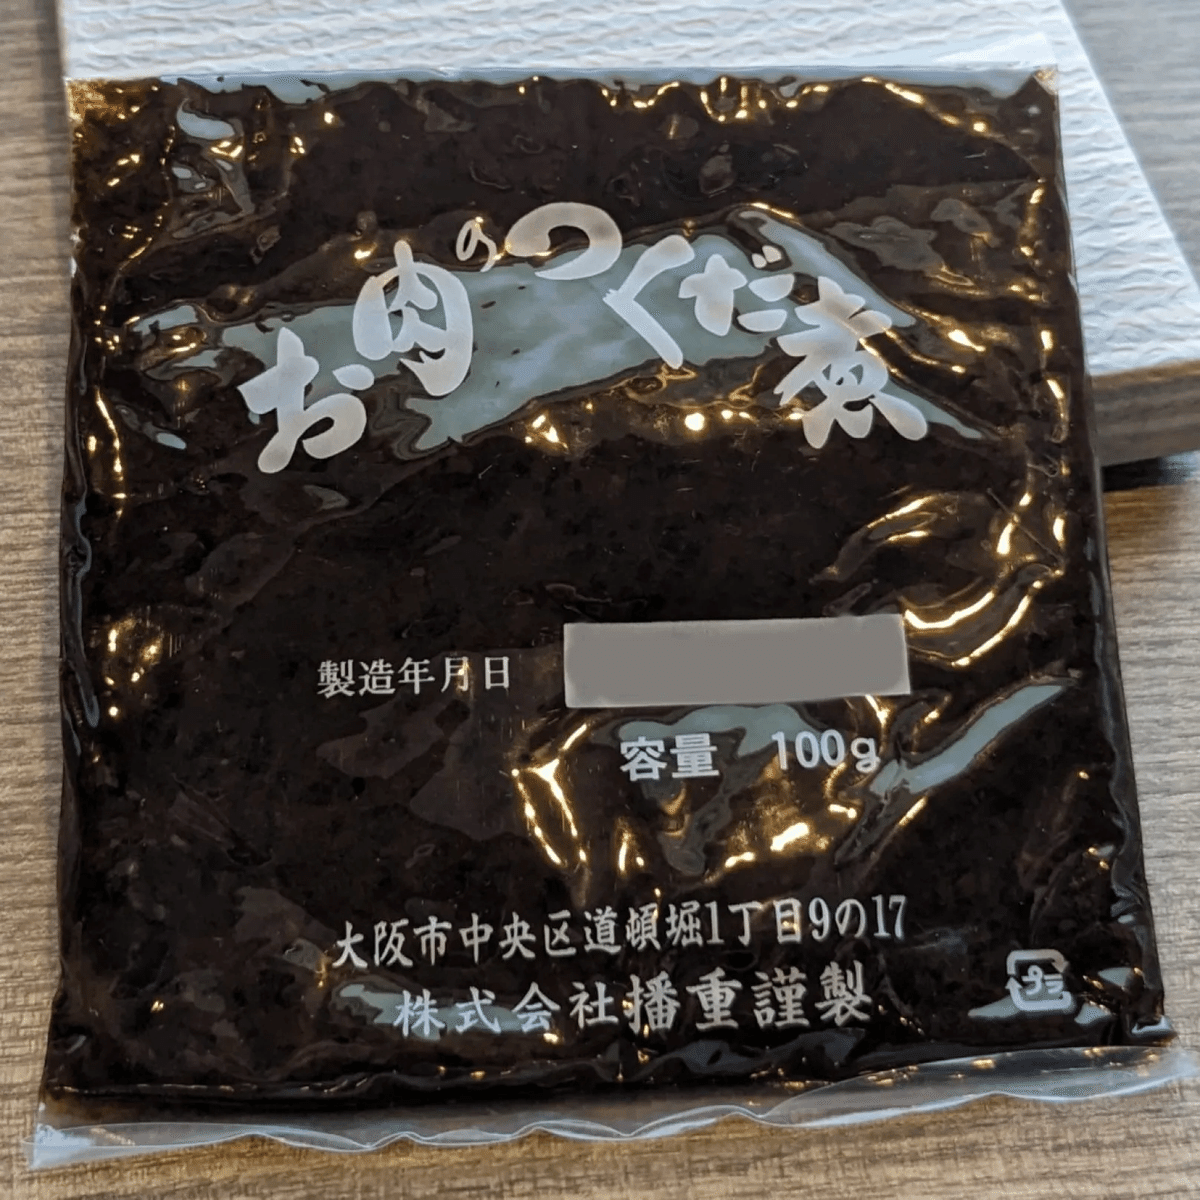 お肉のつくだ煮
製造年月日
容量 100g
大阪市中央区道頓堀1丁目9の17
株式会社播重謹製
プラ